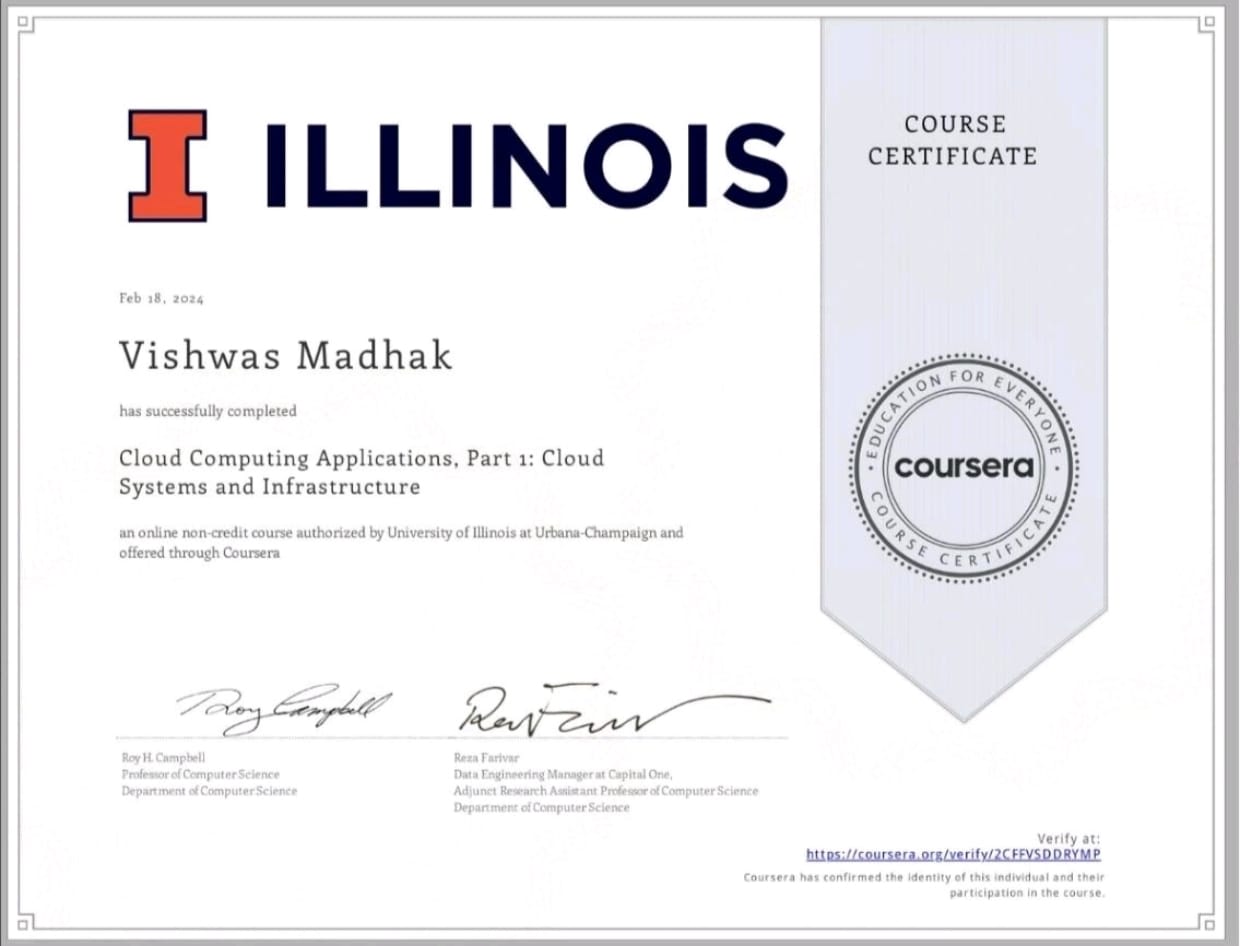 ILLINOIS
COURSE
CERTIFICATE
Feb 18, 2024
Vishwas Madhak
has successfully completed
Cloud Computing Applications, Part 1: Cloud
Systems and Infrastructure
an online non-credit course authorized by University of Illinois at Urbana-Champaign and
offered through Coursera
EDUCATION FOR EVERYONE
coursera
COURSE CERTIFICATE
Roy Campbell
Roy H. Campbell
Professor of Computer Science
Department of Computer Science
Reza Farivar
Data Engineering Manager at Capital One,
Adjunct Research Assistant Professor of Computer Science
Department of Computer Science
Verify at:
https://coursera.org/verify/2CFFVSDDRYMP
Coursera has confirmed the identity of this individual and their
participation in the course.